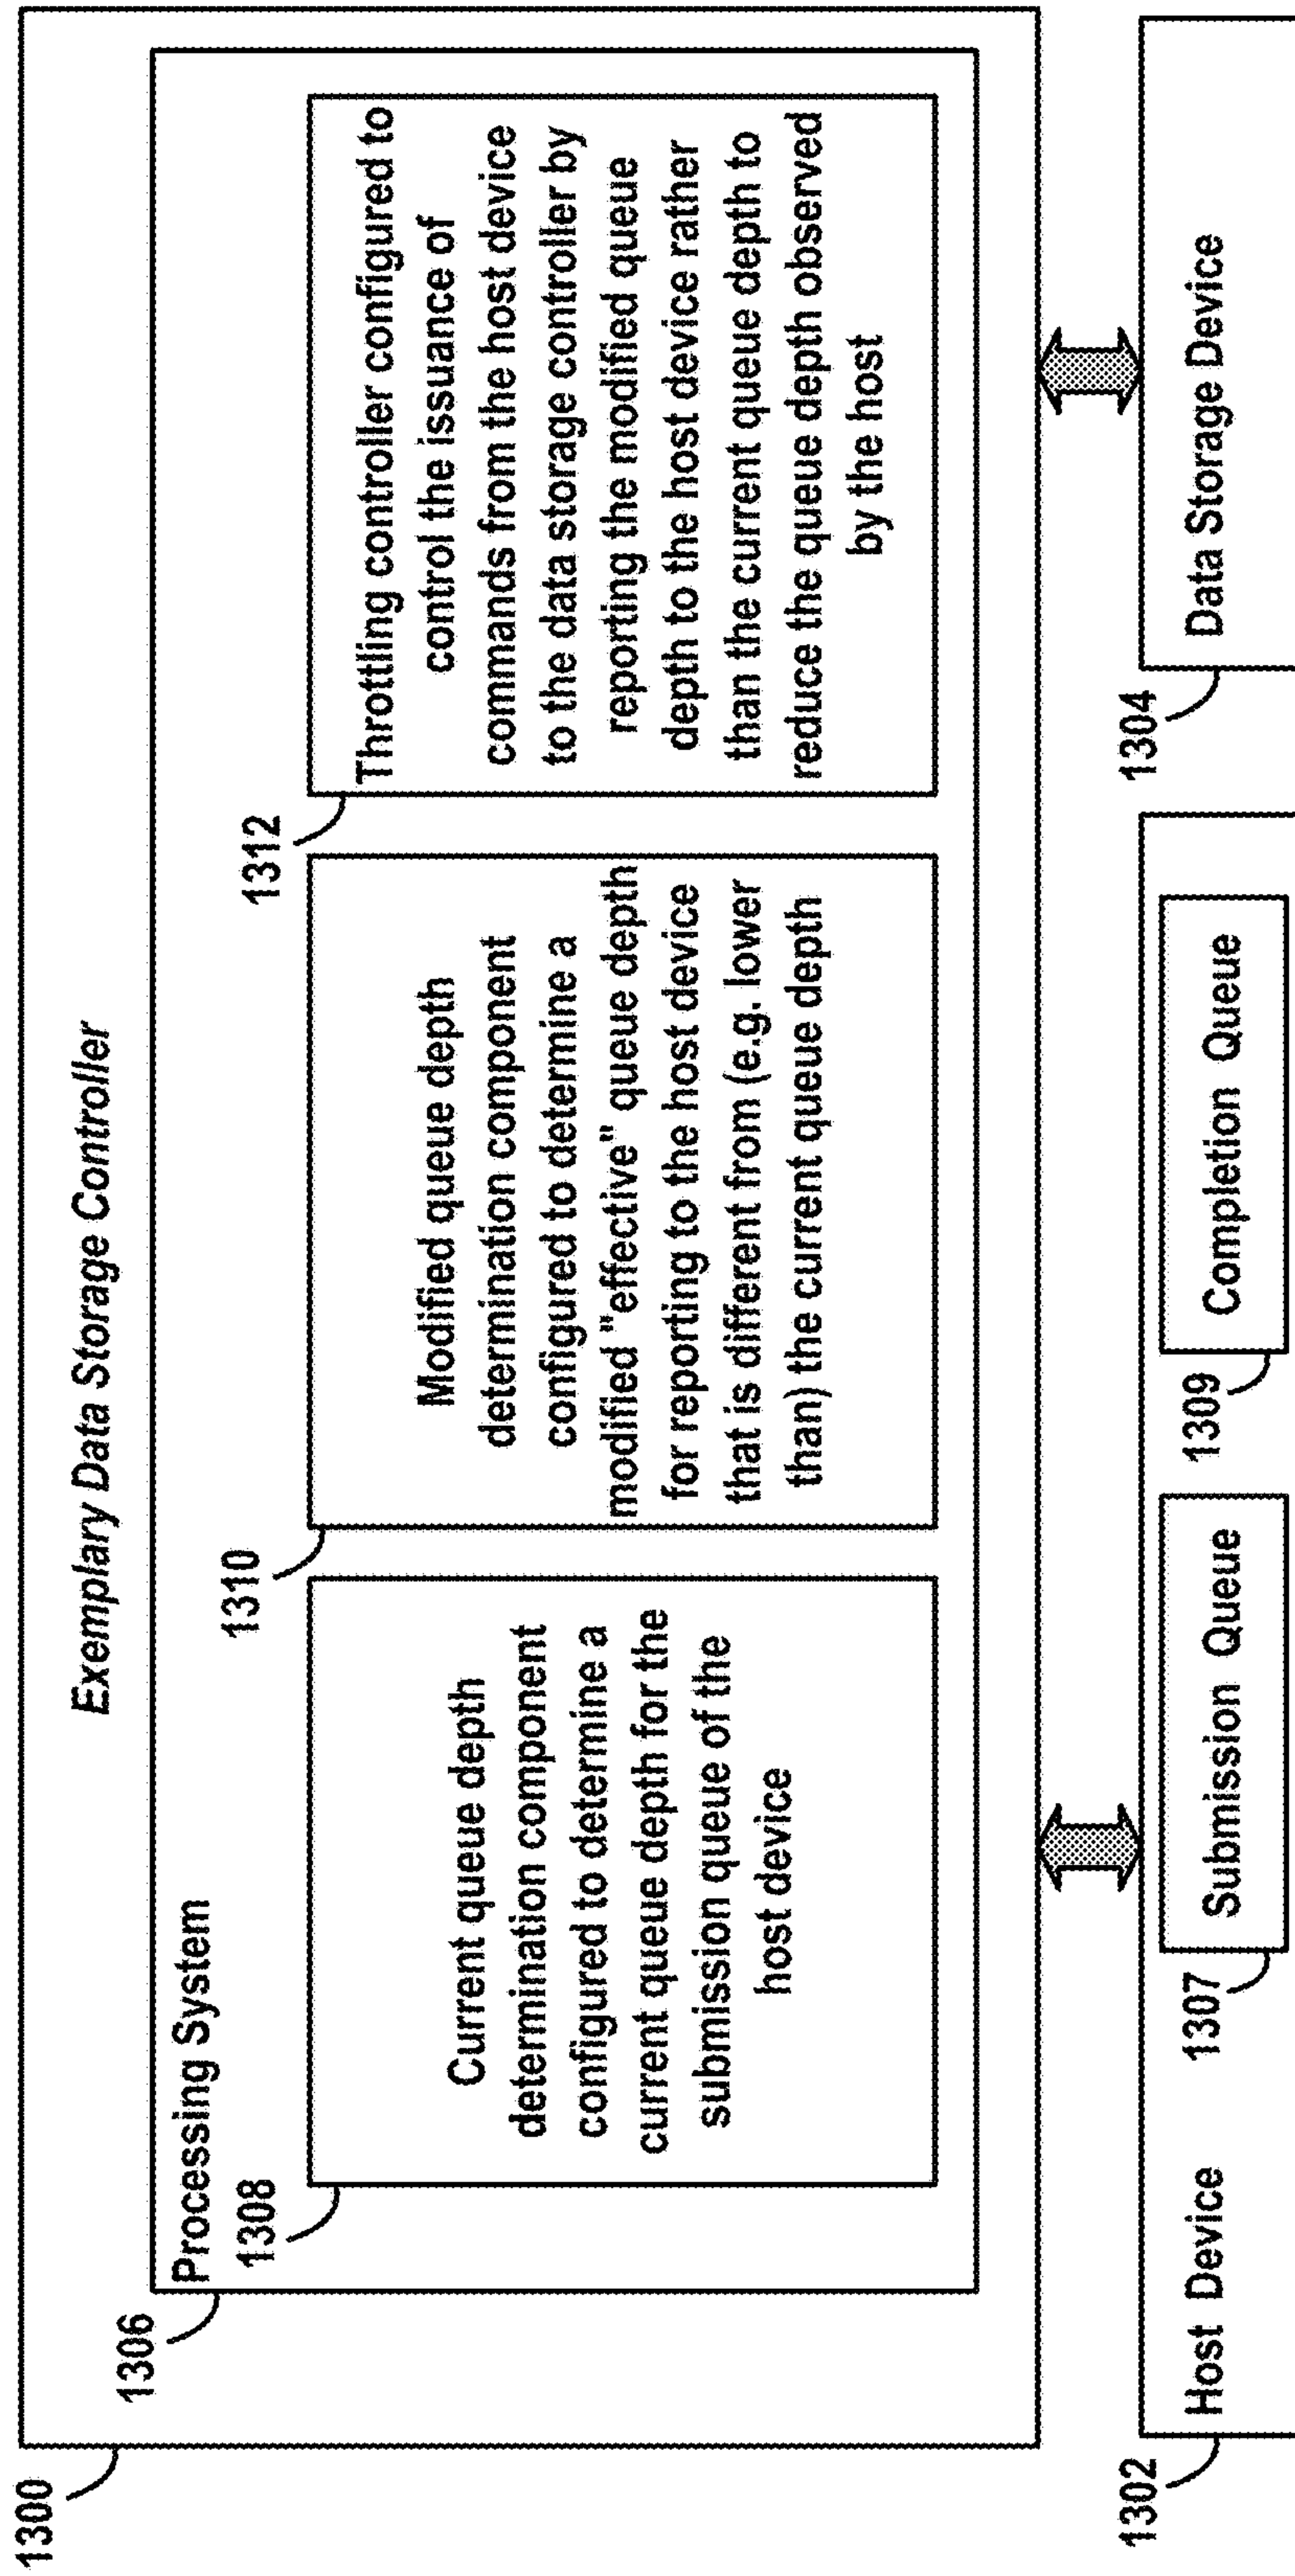 1300
Exemplary Data Storage Controller
1306
Processing System
1308
Current queue depth
determination component
configured to determine a
current queue depth for the
submission queue of the
host device
1310
Modified queue depth
determination component
configured to determine a
modified "effective" queue depth
for reporting to the host device
that is different from (e.g. lower
than) the current queue depth
1312
Throttling controller configured to
control the issuance of
commands from the host device
to the data storage controller by
reporting the modified queue
depth to the host device rather
than the current queue depth to
reduce the queue depth observed
by the host
1302
Host Device
1307
Submission Queue
1309
Completion Queue
1304
Data Storage Device